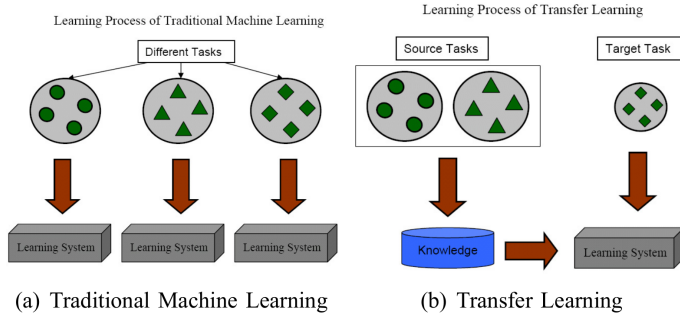 Learning Process of Traditional Machine Learning
Different Tasks
Learning System
Learning System
Learning System
(a) Traditional Machine Learning
Learning Process of Transfer Learning
Source Tasks
Target Task
Knowledge
Learning System
(b) Transfer Learning